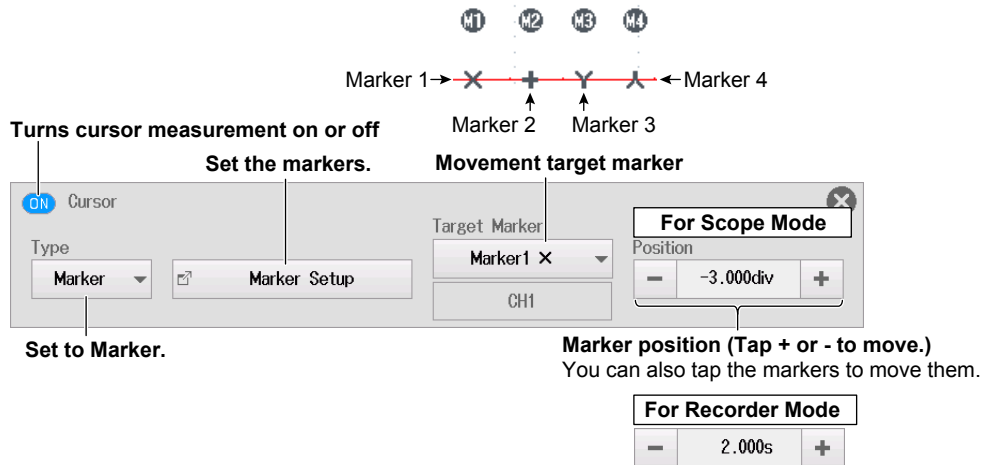 M1 M2 M3 M4
Marker 1 Marker 4
Marker 2 Marker 3
Turns cursor measurement on or off
Set the markers. Movement target marker
ON Cursor
Target Marker For Scope Mode
Type Position
Marker Marker Setup Marker1 × − -3.000div +
CH1
Set to Marker.
Marker position (Tap + or - to move.)
You can also tap the markers to move them.
For Recorder Mode
− 2.000s +